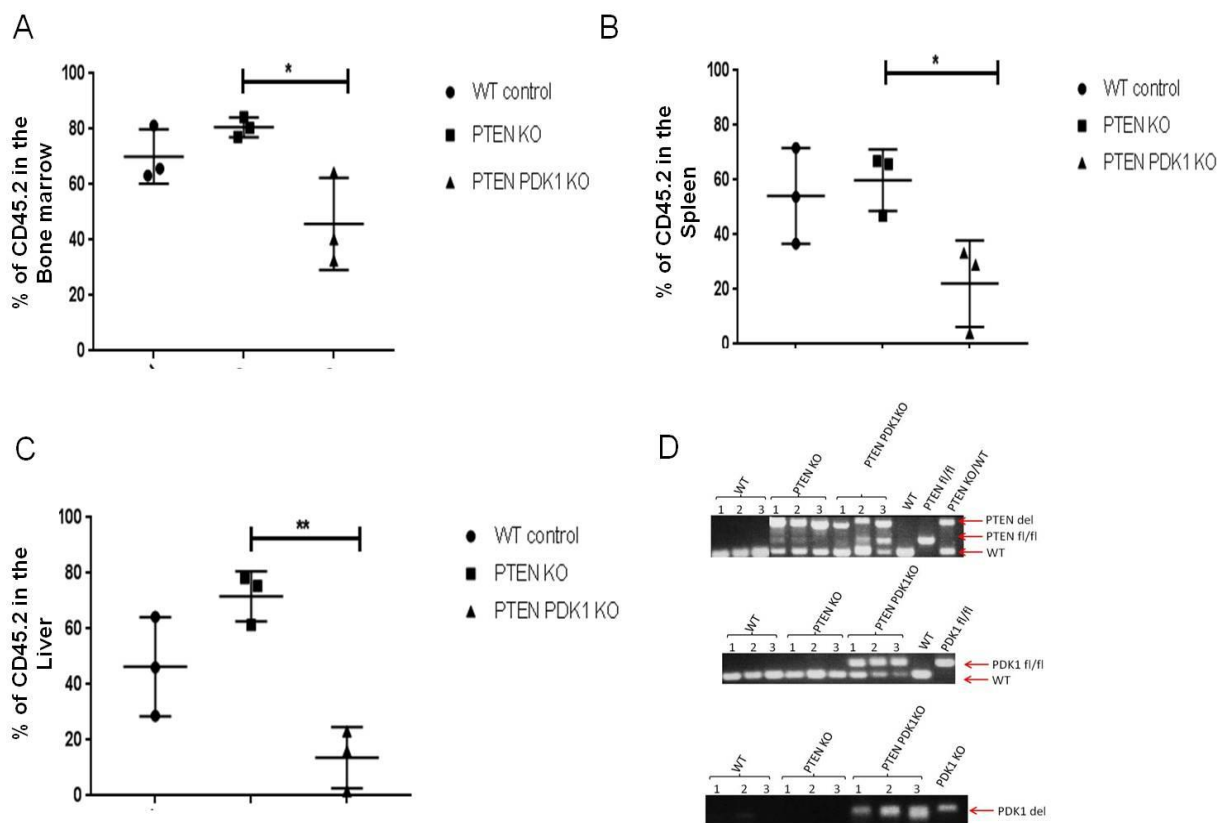 A
% of CD45.2 in the
Bone marrow
100
80
60
40
20
0
*
WT control
PTEN KO
PTEN PDK1 KO
B
% of CD45.2 in the
Spleen
100
80
60
40
20
0
*
WT control
PTEN KO
PTEN PDK1 KO
C
% of CD45.2 in the
Liver
100
80
60
40
20
0
**
WT control
PTEN KO
PTEN PDK1 KO
D
WT PTEN KO PTEN PDK1KO WT PTEN fl/fl PTEN KO/WT
1 2 3 1 2 3 1 2 3
PTEN del
PTEN fl/fl
WT
WT PTEN KO PTEN PDK1KO WT PDK1 fl/fl
1 2 3 1 2 3 1 2 3
PDK1 fl/fl
WT
WT PTEN KO PTEN PDK1KO PDK1 KO
1 2 3 1 2 3 1 2 3
PDK1 del